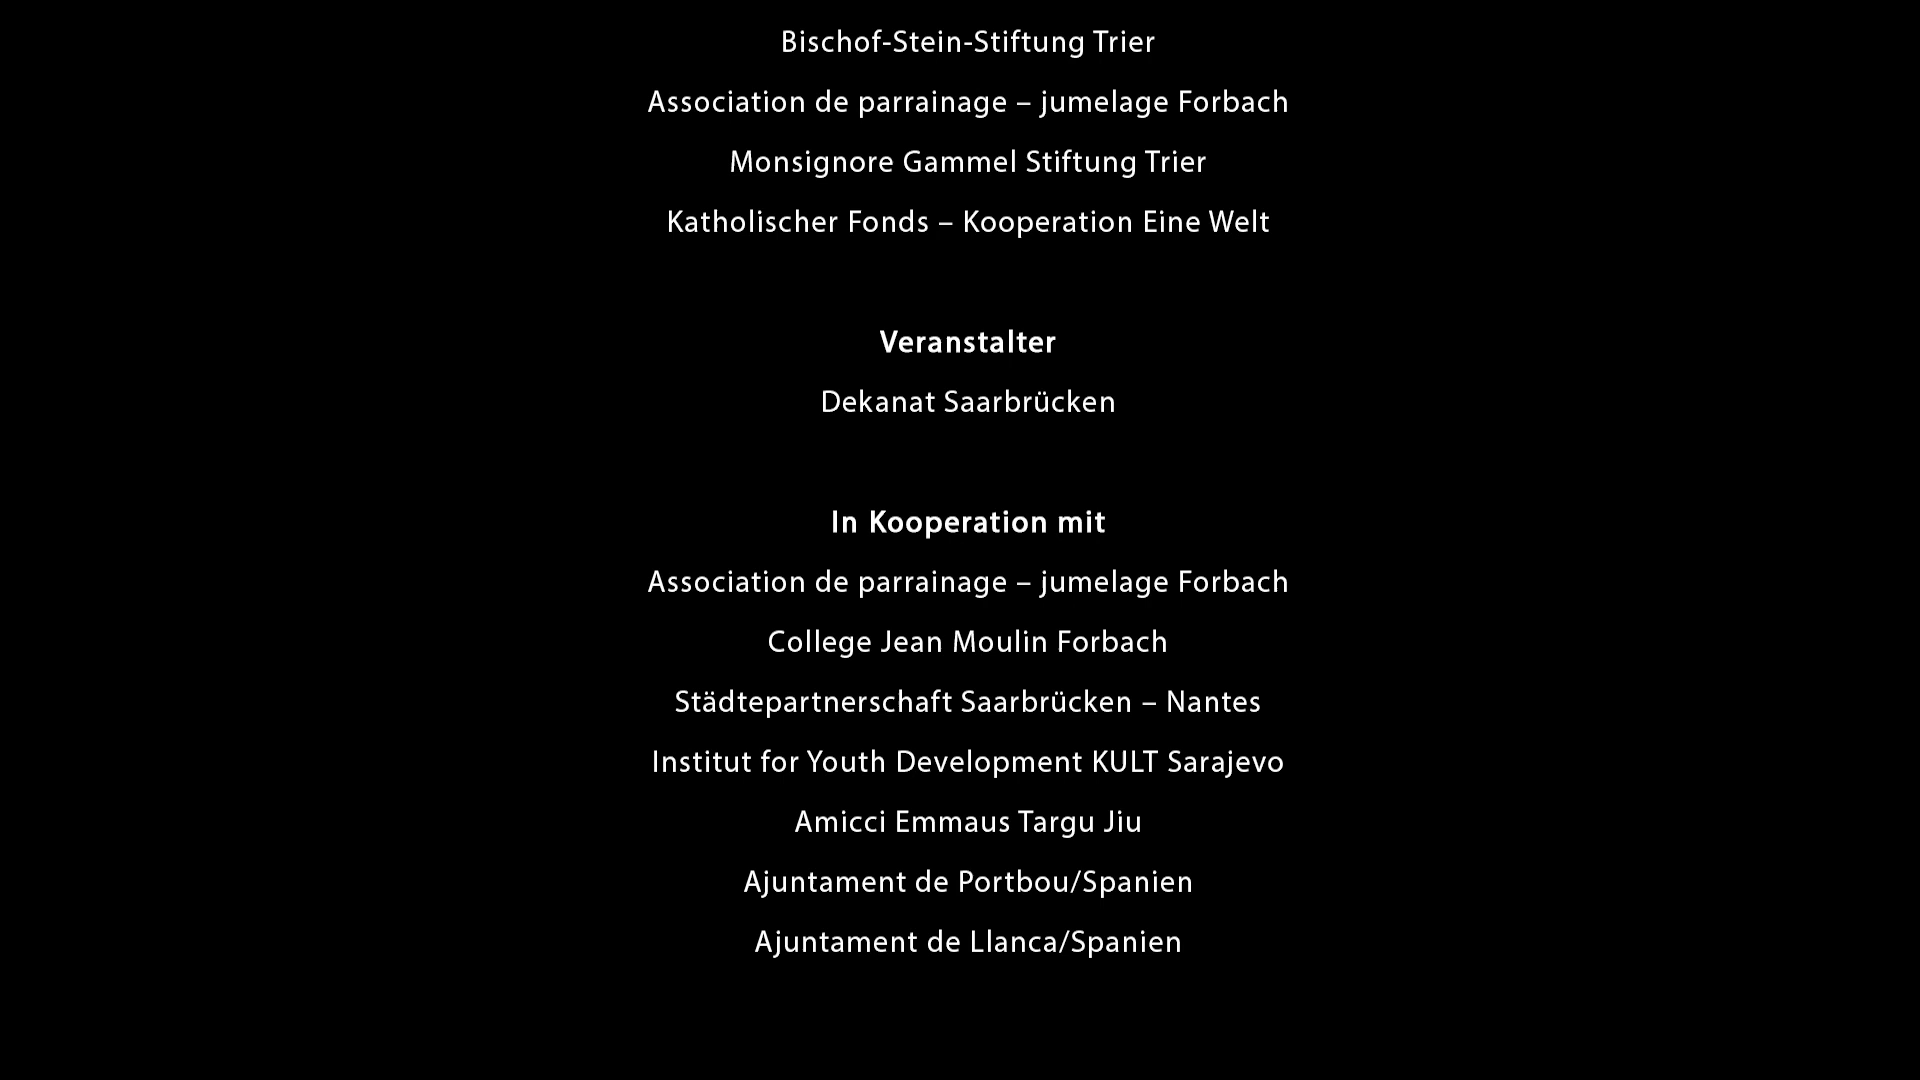 Bischof-Stein-Stiftung Trier
Association de parrainage – jumelage Forbach
Monsignore Gammel Stiftung Trier
Katholischer Fonds – Kooperation Eine Welt
Veranstalter
Dekanat Saarbrücken
In Kooperation mit
Association de parrainage – jumelage Forbach
College Jean Moulin Forbach
Städtepartnerschaft Saarbrücken – Nantes
Institut for Youth Development KULT Sarajevo
Amicci Emmaus Targu Jiu
Ajuntament de Portbou/Spanien
Ajuntament de Llanca/Spanien